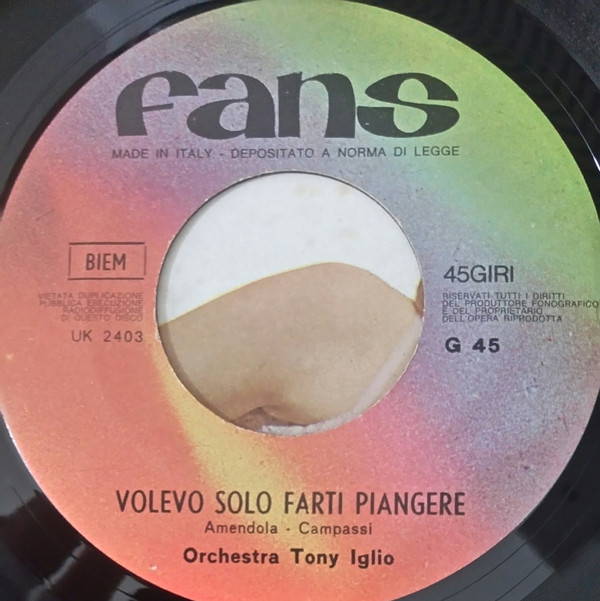 fans
MADE IN ITALY - DEPOSITATO A NORMA DI LEGGE
BIEM
VIETATA DUPLICAZIONE
PUBBLICA ESECUZIONE
RADIODIFFUSIONE
DI QUESTO DISCO
UK 2403
45GIRI
RISERVATI TUTTI I DIRITTI
DEL PRODUTTORE FONOGRAFICO
E DEL PROPRIETARIO
DELL'OPERA RIPRODOTTA
G 45
VOLEVO SOLO FARTI PIANGERE
Amendola - Campassi
Orchestra Tony Iglio